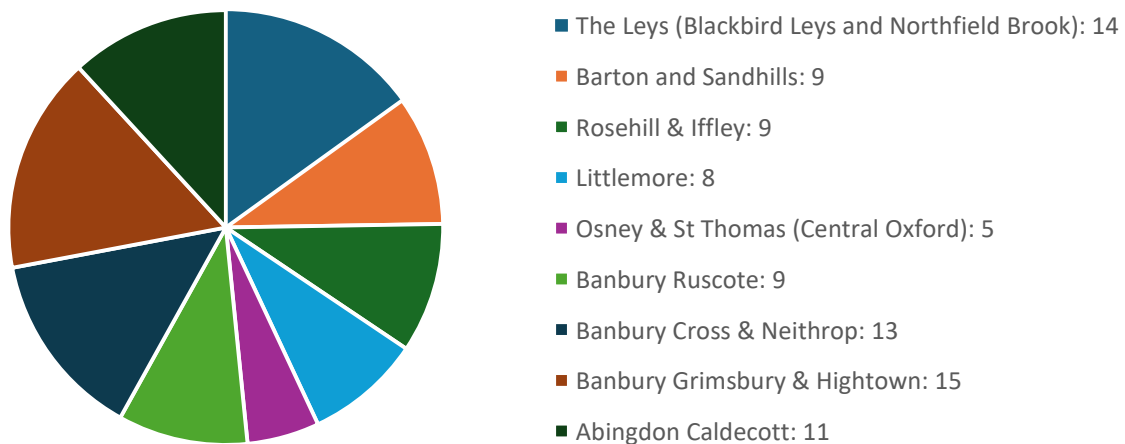 The Leys (Blackbird Leys and Northfield Brook): 14
Barton and Sandhills: 9
Rosehill & Iffley: 9
Littlemore: 8
Osney & St Thomas (Central Oxford): 5
Banbury Ruscote: 9
Banbury Cross & Neithrop: 13
Banbury Grimsbury & Hightown: 15
Abingdon Caldecott: 11